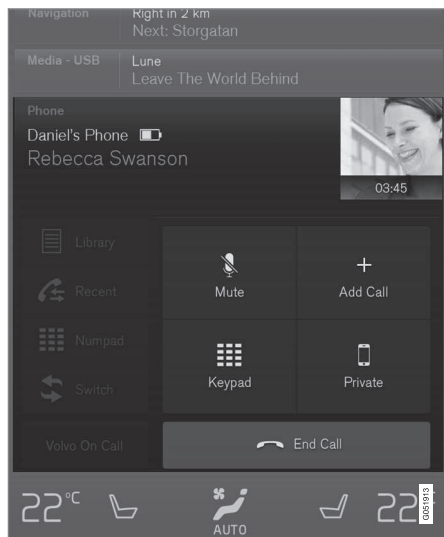 Navigation
Right in 2 km
Next: Storgatan
Media - USB
Lune
Leave The World Behind
Phone
Daniel's Phone
Rebecca Swanson
03:45
Library
Recent
Numpad
Switch
Volvo On Call
Mute
Add Call
Keypad
Private
End Call
22°C
AUTO
22
G051913